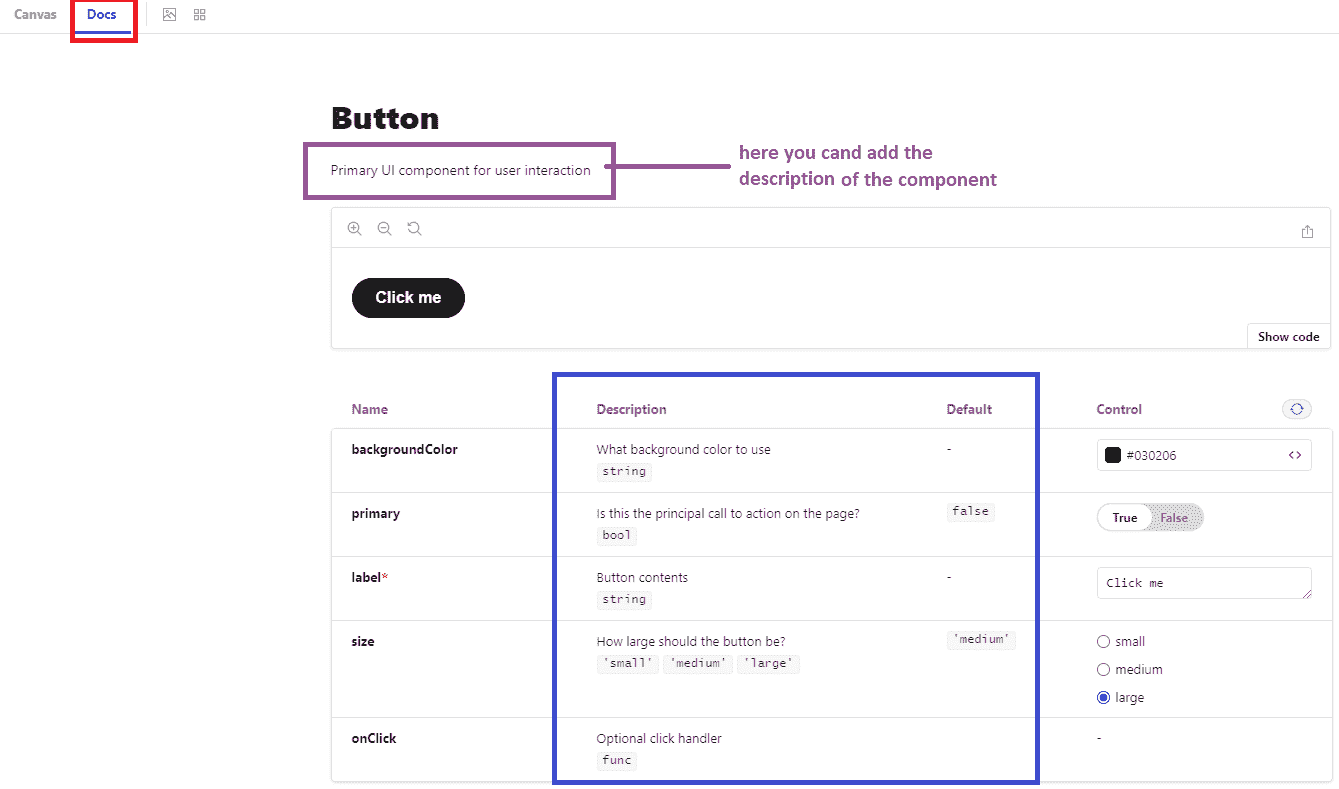 Canvas Docs
Button
Primary UI component for user interaction
here you cand add the
description of the component
Click me
Show code
Name Description Default Control
backgroundColor What background color to use - #030206
string
primary Is this the principal call to action on the page? false True False
bool
label* Button contents - Click me
string
size How large should the button be? 'medium' small
'small' 'medium' 'large'
medium
large
onClick Optional click handler -
func